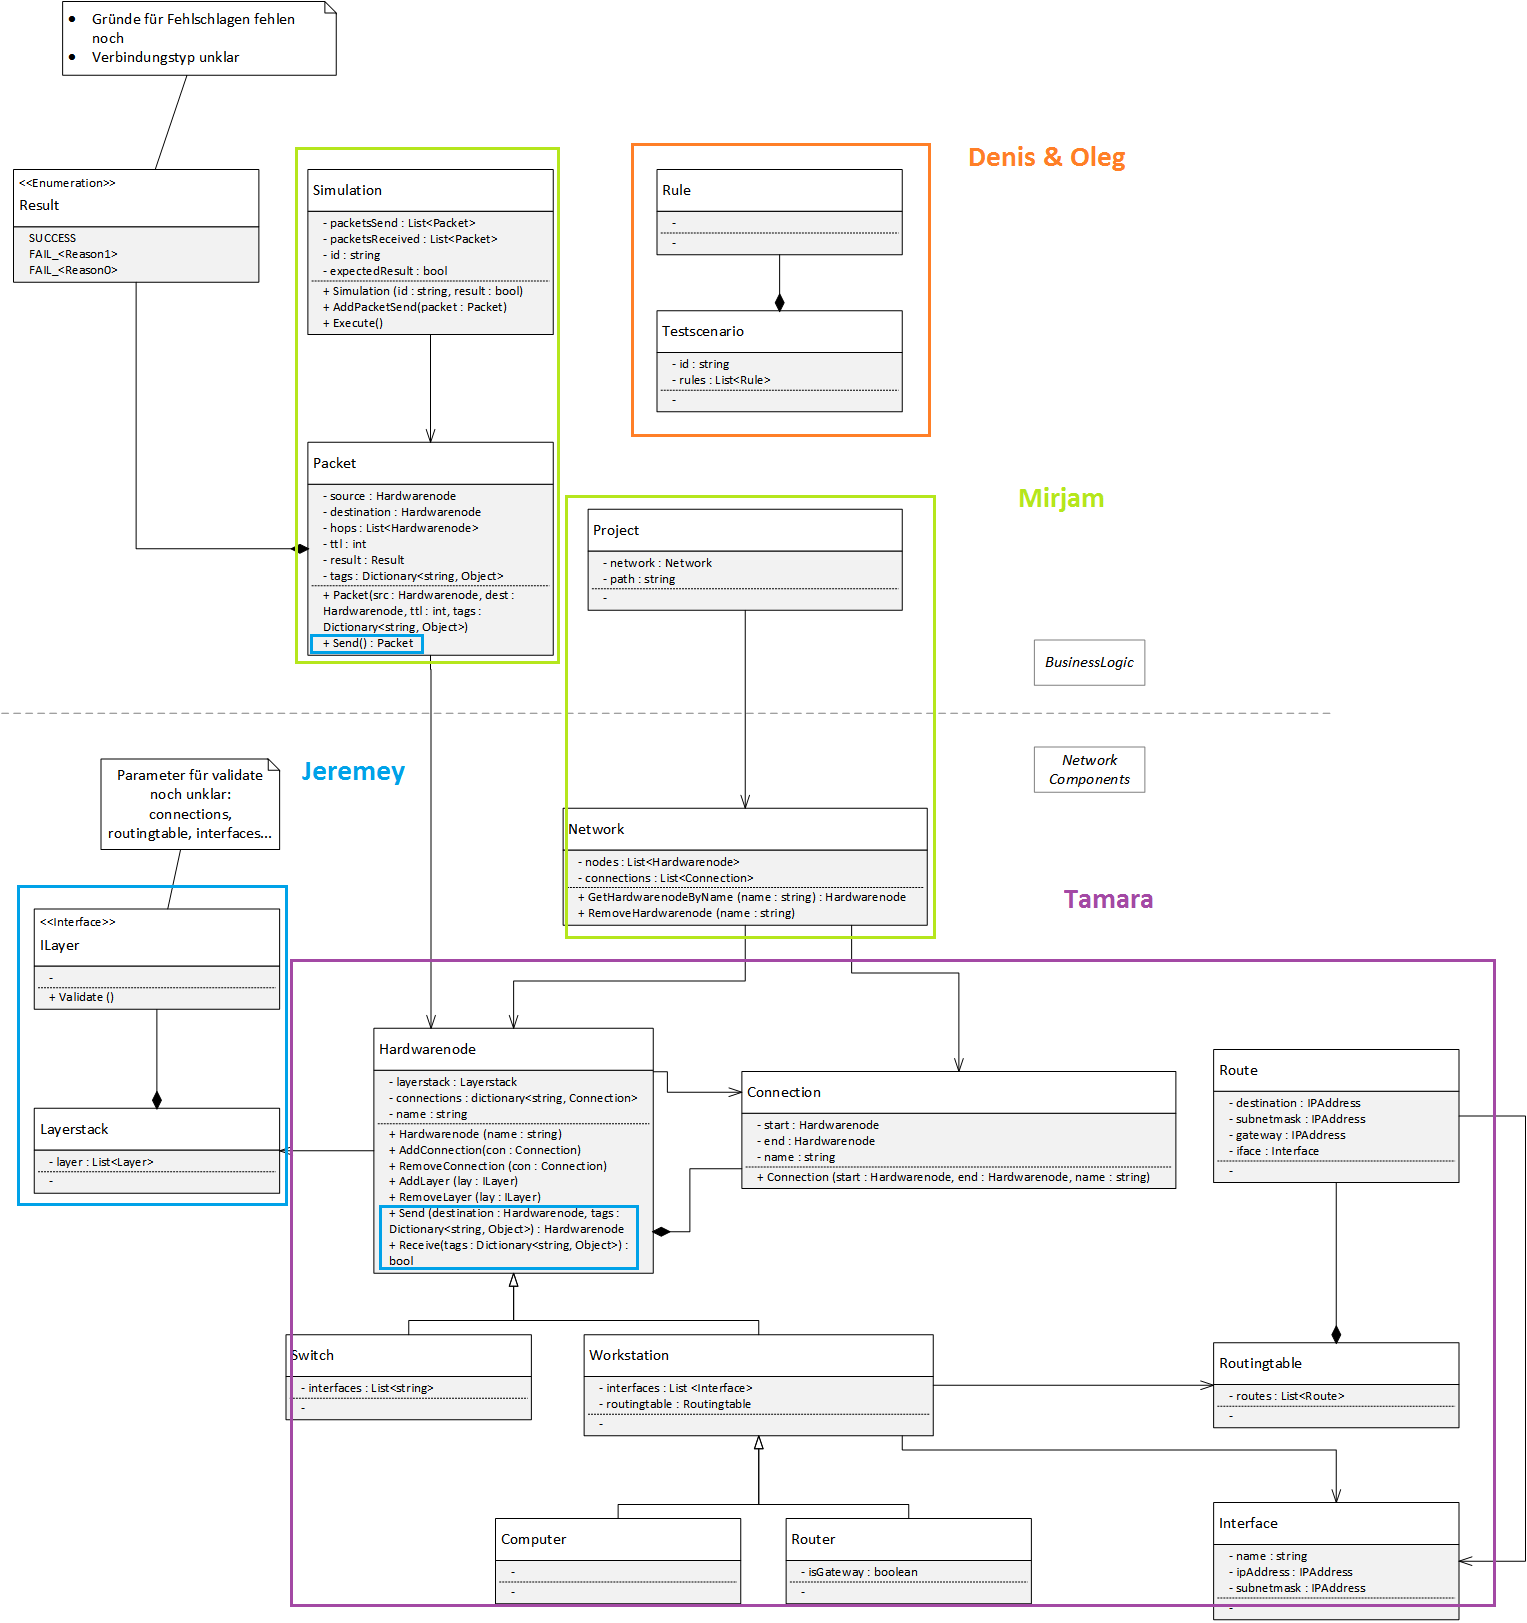 • Gründe für Fehlschlagen fehlen
noch
• Verbindungstyp unklar
<<Enumeration>>
Result
SUCCESS
FAIL_<Reason1>
FAIL_<Reason0>
Simulation
- packetsSend : List<Packet>
- packetsReceived : List<Packet>
- id : string
- expectedResult : bool
+ Simulation (id : string, result : bool)
+ AddPacketSend(packet : Packet)
+ Execute()
Rule
-
-
Denis & Oleg
Testscenario
- id : string
- rules : List<Rule>
-
Packet
- source : Hardwarenode
- destination : Hardwarenode
- hops : List<Hardwarenode>
- ttl : int
- result : Result
- tags : Dictionary<string, Object>
+ Packet(src : Hardwarenode, dest :
Hardwarenode, ttl : int, tags :
Dictionary<string, Object>)
+ Send() : Packet
Mirjam
Project
- network : Network
- path : string
-
BusinessLogic
Network
Components
Jeremey
Parameter für validate
noch unklar:
connections,
routingtable, interfaces...
Network
- nodes : List<Hardwarenode>
- connections : List<Connection>
+ GetHardwarenodeByName (name : string) : Hardwarenode
+ RemoveHardwarenode (name : string)
Tamara
<<Interface>>
ILayer
-
+ Validate ()
Layerstack
- layer : List<Layer>
-
Hardwarenode
- layerstack : Layerstack
- connections : dictionary<string, Connection>
- name : string
+ Hardwarenode (name : string)
+ AddConnection(con : Connection)
+ RemoveConnection (con : Connection)
+ AddLayer (lay : ILayer)
+ RemoveLayer (lay : ILayer)
+ Send (destination : Hardwarenode, tags :
Dictionary<string, Object>) : Hardwarenode
+ Receive(tags : Dictionary<string, Object>) :
bool
Connection
- start : Hardwarenode
- end : Hardwarenode
- name : string
+ Connection (start : Hardwarenode, end : Hardwarenode, name : string)
Route
- destination : IPAddress
- subnetmask : IPAddress
- gateway : IPAddress
- iface : Interface
-
Switch
- interfaces : List<string>
-
Workstation
- interfaces : List <Interface>
- routingtable : Routingtable
-
Routingtable
- routes : List<Route>
-
Computer
-
-
Router
- isGateway : boolean
-
Interface
- name : string
- ipAddress : IPAddress
- subnetmask : IPAddress
-